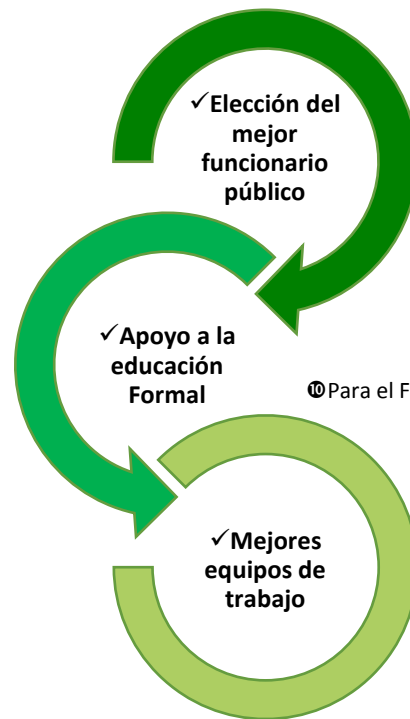 ✓Elección del
mejor
funcionario
público
✓Apoyo a la
educación
Formal
❿Para el F
✓Mejores
equipos de
trabajo